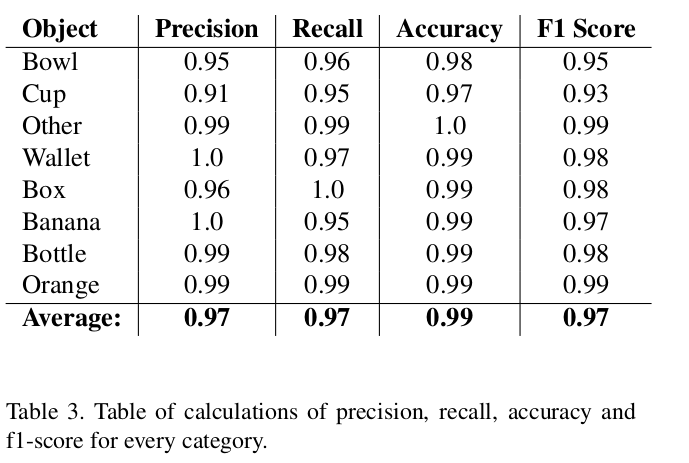 Object Precision Recall Accuracy F1 Score
Bowl 0.95 0.96 0.98 0.95
Cup 0.91 0.95 0.97 0.93
Other 0.99 0.99 1.0 0.99
Wallet 1.0 0.97 0.99 0.98
Box 0.96 1.0 0.99 0.98
Banana 1.0 0.95 0.99 0.97
Bottle 0.99 0.98 0.99 0.98
Orange 0.99 0.99 0.99 0.99
Average: 0.97 0.97 0.99 0.97
Table 3. Table of calculations of precision, recall, accuracy and
f1-score for every category.